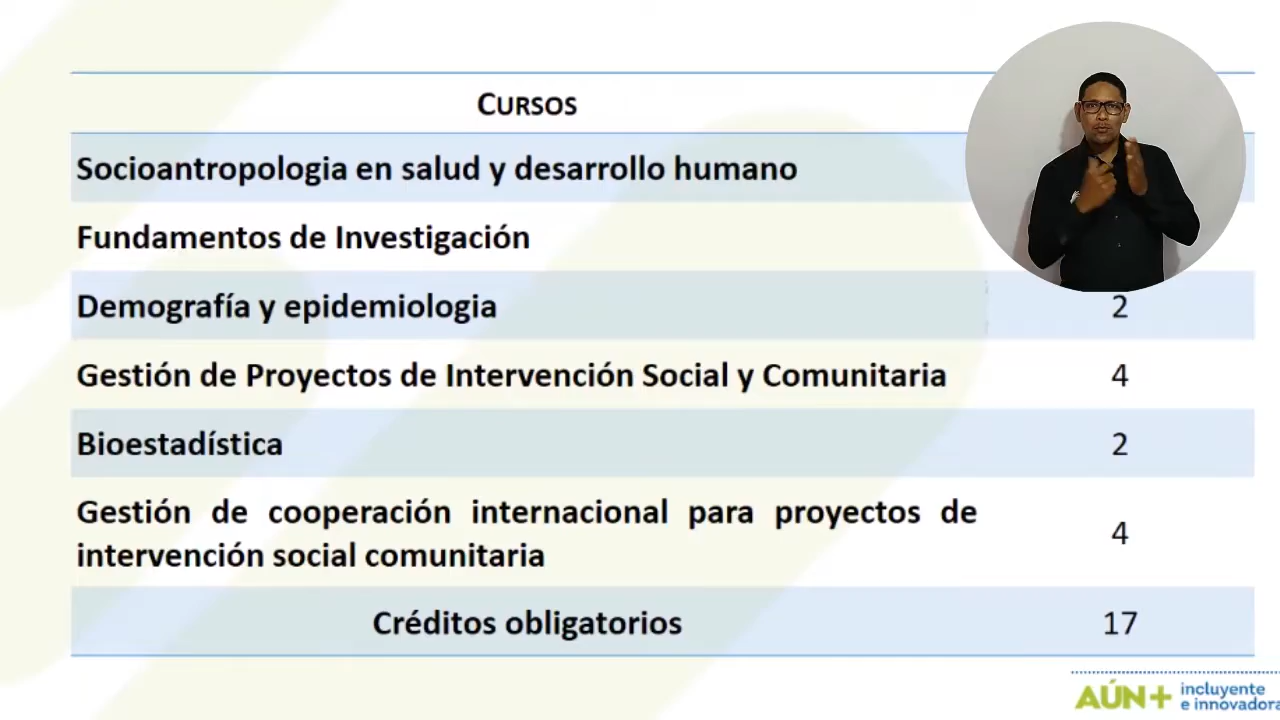 CURSOS
Socioantropologia en salud y desarrollo humano
Fundamentos de Investigación
Demografía y epidemiologia 2
Gestión de Proyectos de Intervención Social y Comunitaria 4
Bioestadística 2
Gestión de cooperación internacional para proyectos de
intervención social comunitaria 4
Créditos obligatorios 17
AÚN+ incluyente
e innovadora